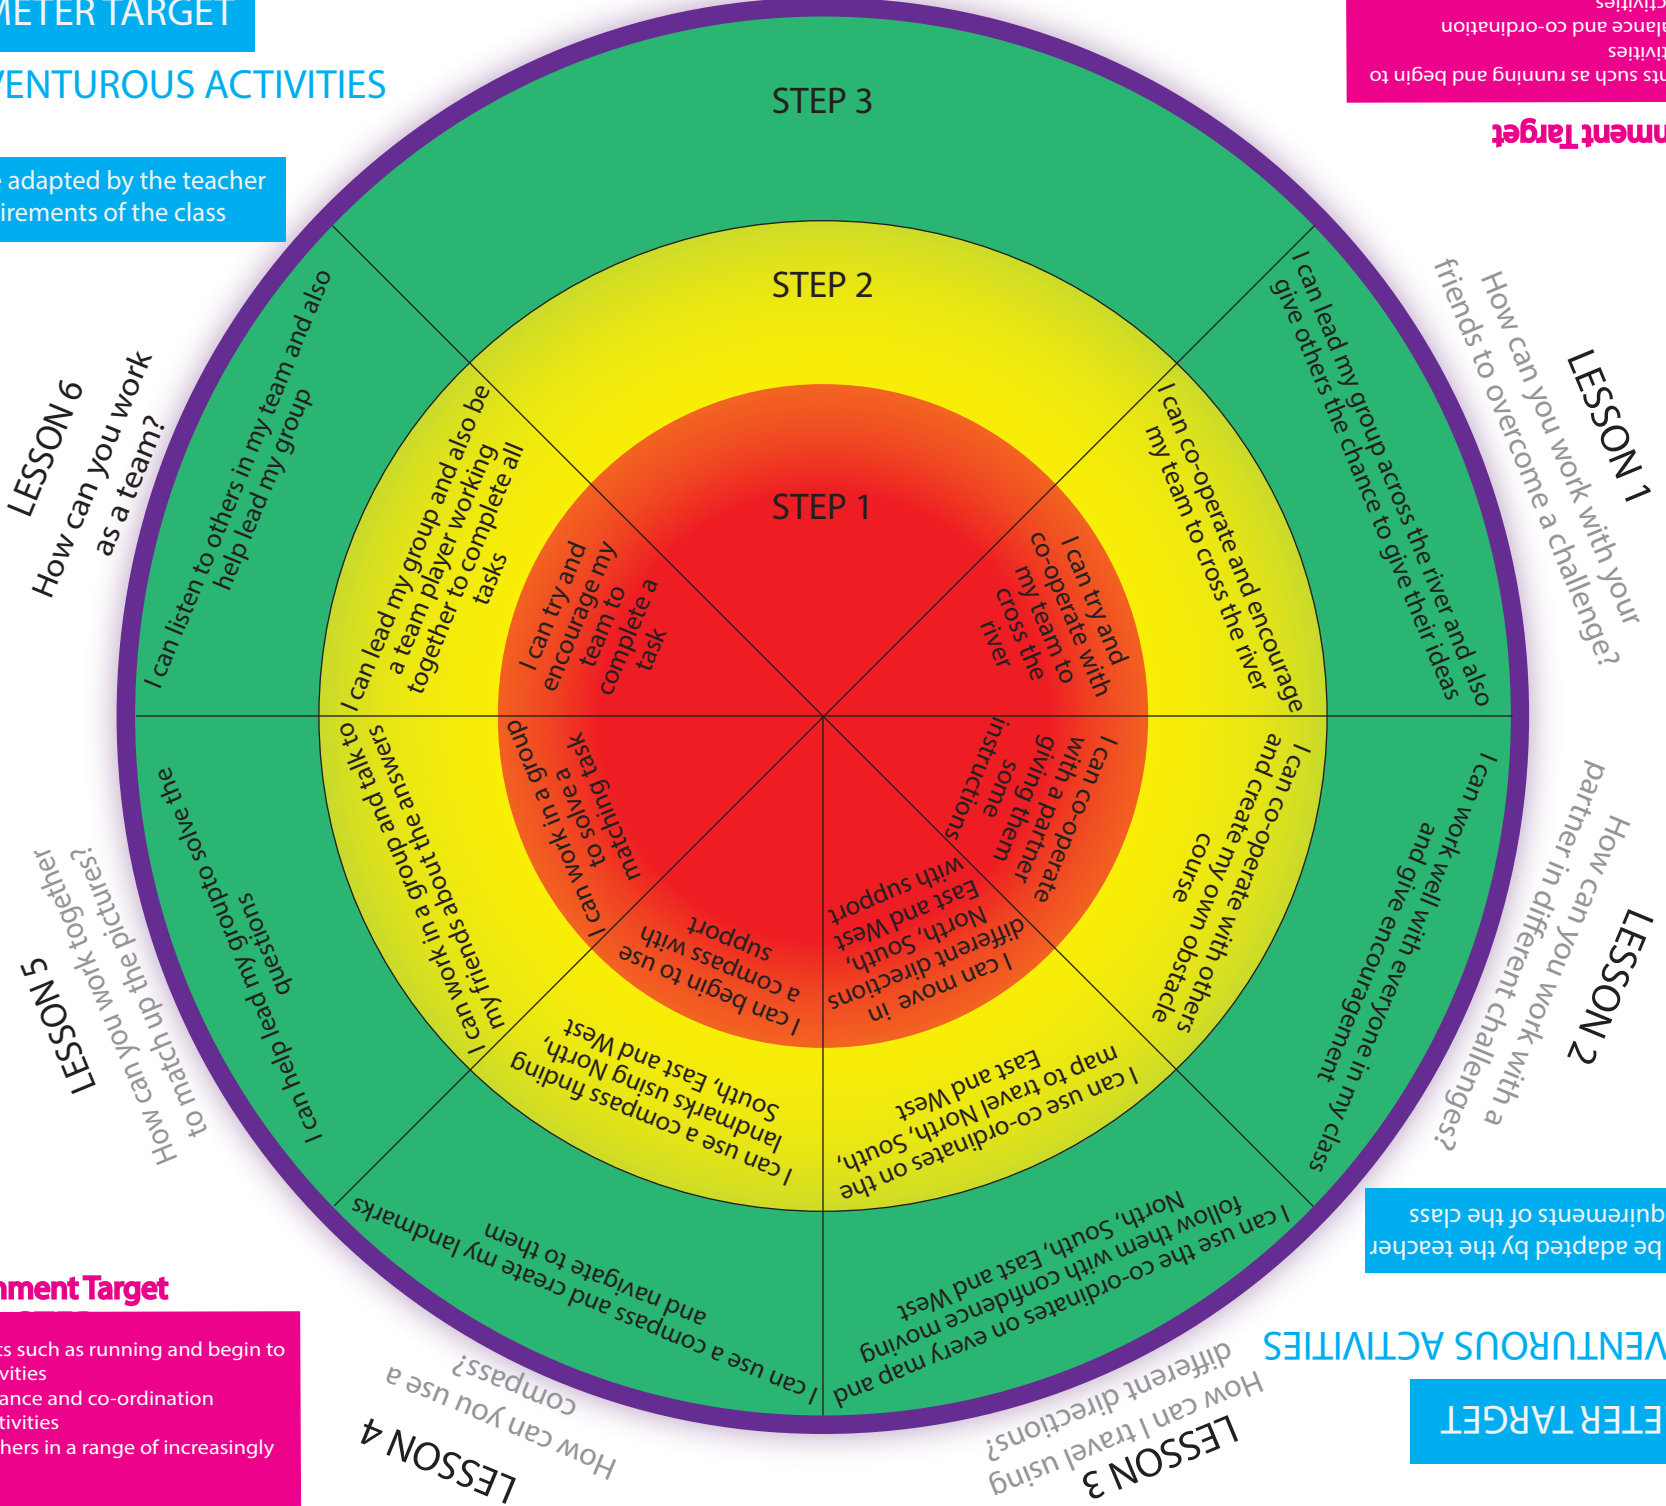 METER TARGET
VENTUROUS ACTIVITIES
e adapted by the teacher
irements of the class
STEP 3
STEP 2
STEP 1
ctivities
alance and co-ordination
tivities
nts such as running and begin to
nment Target
LESSON 1
How can you work with your
friends to overcome a challenge?
I can lead my group across the river and also
give others the chance to give their ideas
I can co-operate and encourage
my team to cross the river
I can try and
co-operate with
my team to
cross the
river
LESSON 2
How can you work with a
partner in different challenges?
I can work well with everyone in my class
and give encouragement
I can co-operate with others
and create my own obstacle
course
I can co-operate
with a partner
giving them
some
instructions
LESSON 3
How can I travel using
different directions?
I can use the co-ordinates on every map and
follow them with confidence moving
North, South, East and West
I can use co-ordinates on the
map to travel North, South,
East and West
I can move in
different directions
North, South,
East and West
with support
LESSON 4
How can you use a
compass?
I can use a compass and create my landmarks
and navigate to them
I can use a compass finding
landmarks using North,
South, East and West
I can begin to use
a compass with
support
LESSON 5
How can you work together
to match up the pictures?
I can help lead my groupto solve the
questions
I can work in a group and talk to
my friends about the answers
I can work in a group
to solve a
matching task
LESSON 6
How can you work
as a team?
I can listen to others in my team and also
help lead my group
I can lead my group and also be
a team player working
together to complete all
tasks
I can try and
encourage my
team to
complete a
task
nment Target
ts such as running and begin to
vities
ance and co-ordination
tivities
hers in a range of increasingly
quirements of the class
be adapted by the teacher
VENTUROUS ACTIVITIES
ETER TARGET